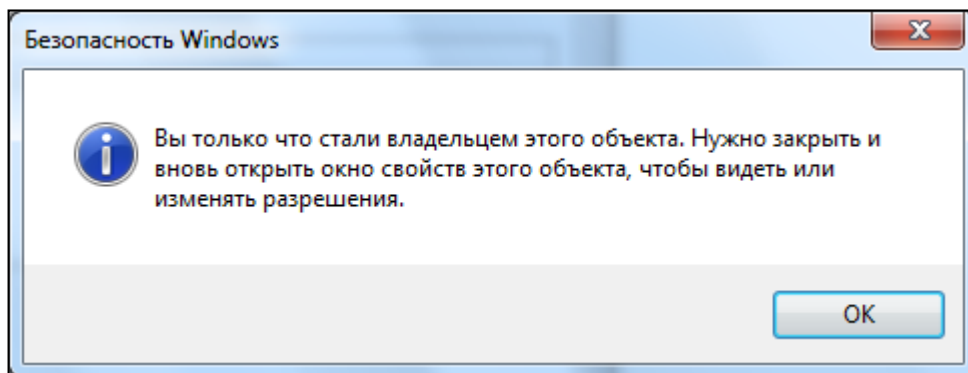 Безопасность Windows
Вы только что стали владельцем этого объекта. Нужно закрыть и
вновь открыть окно свойств этого объекта, чтобы видеть или
изменять разрешения.
ОК